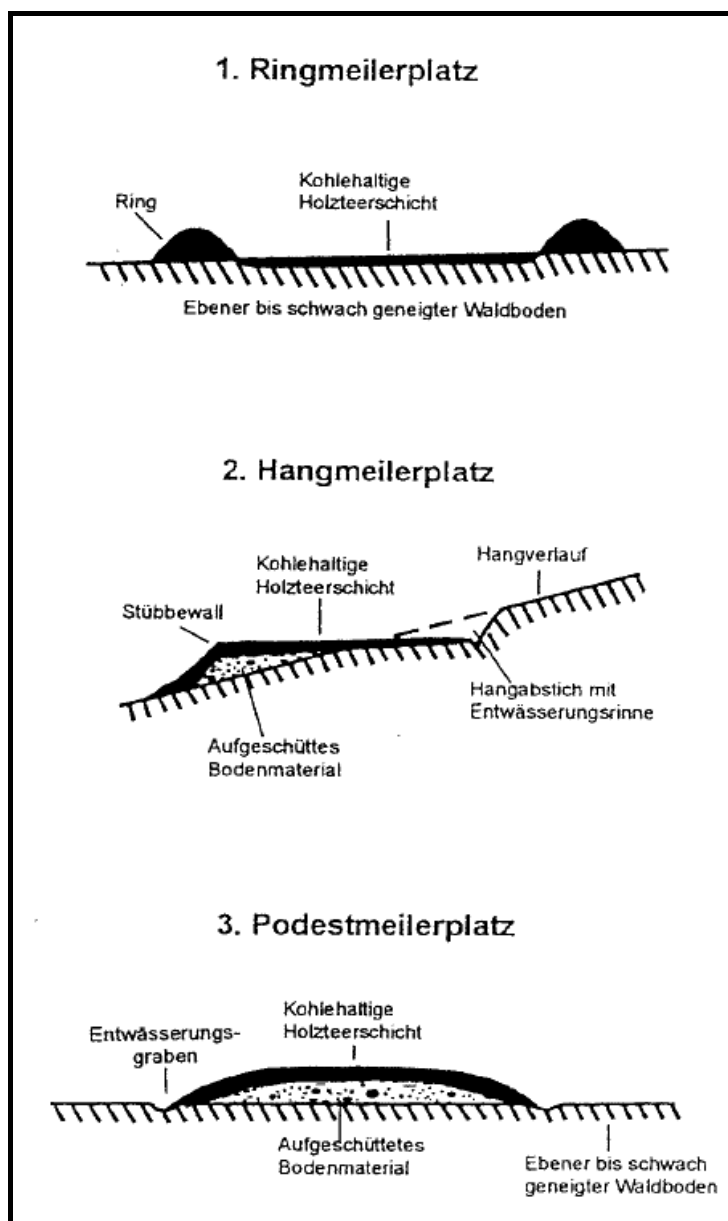 1. Ringmeilerplatz
Ring
Kohlehaltige
Holzteerschicht
Ebener bis schwach geneigter Waldboden
2. Hangmeilerplatz
Hangverlauf
Kohlehaltige
Holzteerschicht
Stübbewall
Hangabstich mit
Entwässerungsrinne
Aufgeschüttes
Bodenmaterial
3. Podestmeilerplatz
Kohlehaltige
Holzteerschicht
Entwässerungs-
graben
Aufgeschüttetes
Bodenmaterial
Ebener bis schwach
geneigter Waldboden